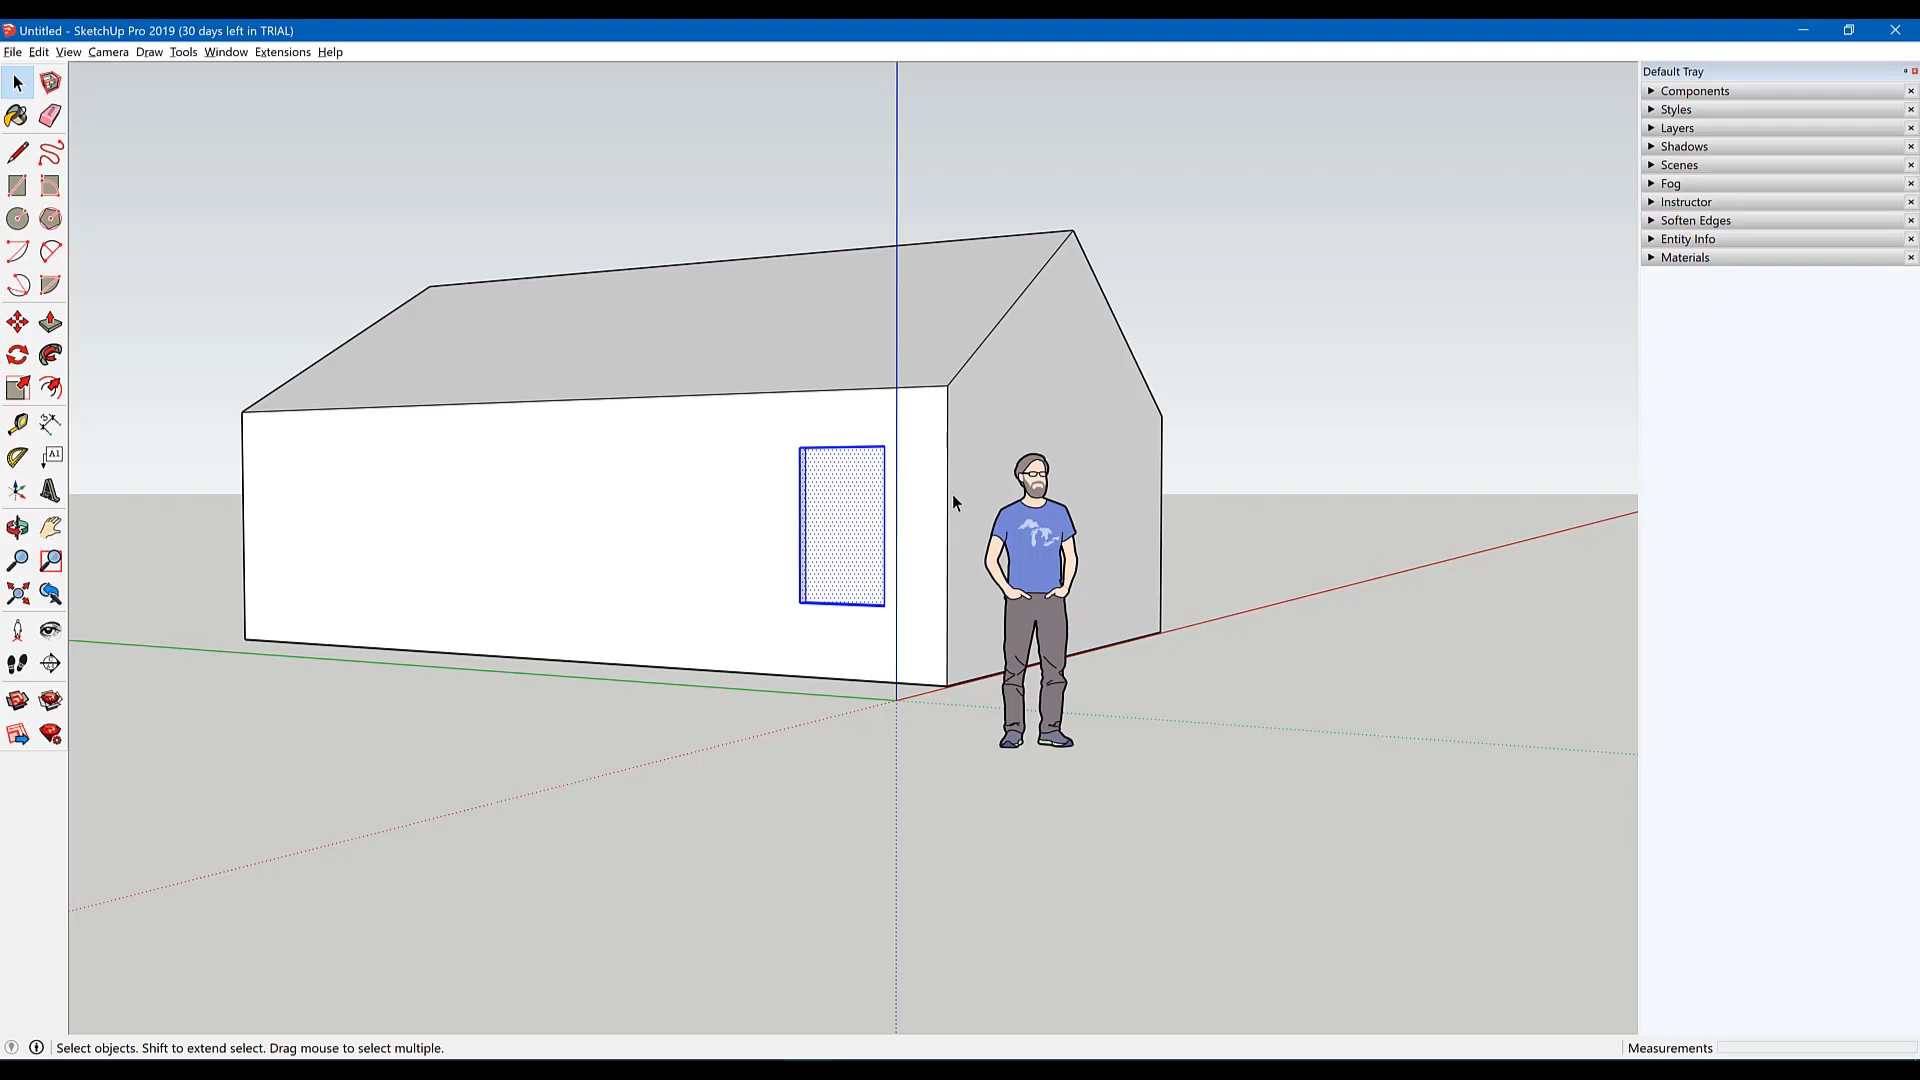 Untitled - SketchUp Pro 2019 (30 days left in TRIAL)
File Edit View Camera Draw Tools Window Extensions Help
Default Tray
Components
Styles
Layers
Shadows
Scenes
Fog
Instructor
Soften Edges
Entity Info
Materials
A1
Select objects. Shift to extend select. Drag mouse to select multiple.
Measurements